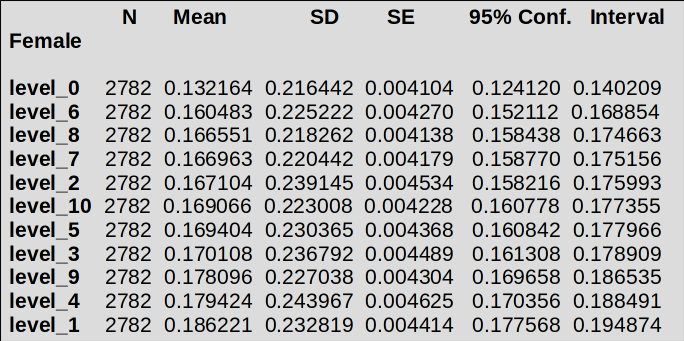 N Mean SD SE 95% Conf. Interval
Female
level_0 2782 0.132164 0.216442 0.004104 0.124120 0.140209
level_6 2782 0.160483 0.225222 0.004270 0.152112 0.168854
level_8 2782 0.166551 0.218262 0.004138 0.158438 0.174663
level_7 2782 0.166963 0.220442 0.004179 0.158770 0.175156
level_2 2782 0.167104 0.239145 0.004534 0.158216 0.175993
level_10 2782 0.169066 0.223008 0.004228 0.160778 0.177355
level_5 2782 0.169404 0.230365 0.004368 0.160842 0.177966
level_3 2782 0.170108 0.236792 0.004489 0.161308 0.178909
level_9 2782 0.178096 0.227038 0.004304 0.169658 0.186535
level_4 2782 0.179424 0.243967 0.004625 0.170356 0.188491
level_1 2782 0.186221 0.232819 0.004414 0.177568 0.194874